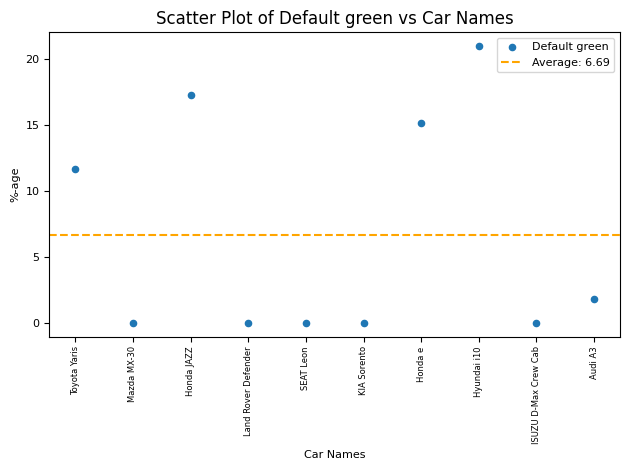 Scatter Plot of Default green vs Car Names
Default green
Average: 6.69
%-age
20
15
10
5
0
Toyota Yaris
Mazda MX-30
Honda JAZZ
Land Rover Defender
SEAT Leon
KIA Sorento
Honda e
Hyundai i10
ISUZU D-Max Crew Cab
Audi A3
Car Names